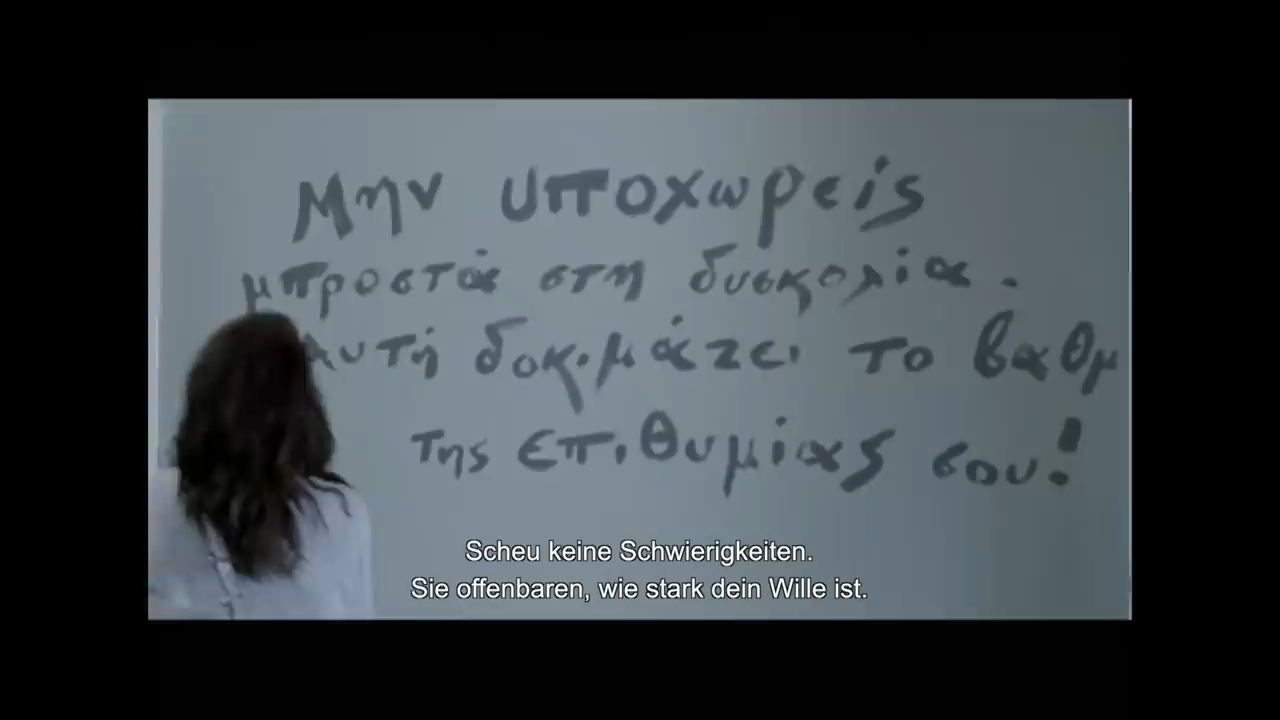 Μην υποχωρείς
μπροστά στη δυσκολία.
Αυτή δοκιμάζει το βαθμ
της επιθυμίας σου!
Scheu keine Schwierigkeiten.
Sie offenbaren, wie stark dein Wille ist.